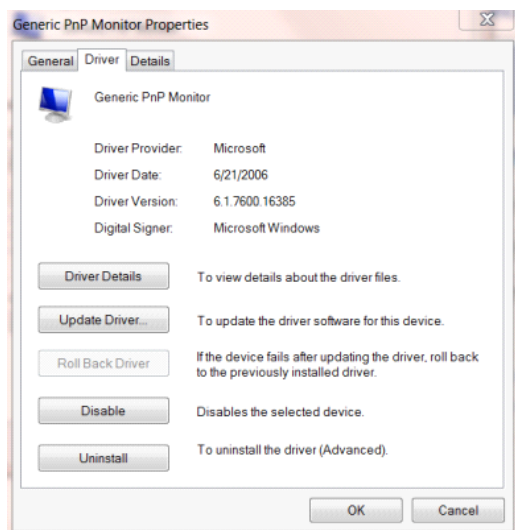 Generic PnP Monitor Properties
General Driver Details
Generic PnP Monitor
Driver Provider: Microsoft
Driver Date: 6/21/2006
Driver Version: 6.1.7600.16385
Digital Signer: Microsoft Windows
Driver Details To view details about the driver files.
Update Driver... To update the driver software for this device.
Roll Back Driver If the device fails after updating the driver, roll back
to the previously installed driver.
Disable Disables the selected device.
Uninstall To uninstall the driver (Advanced).
OK Cancel